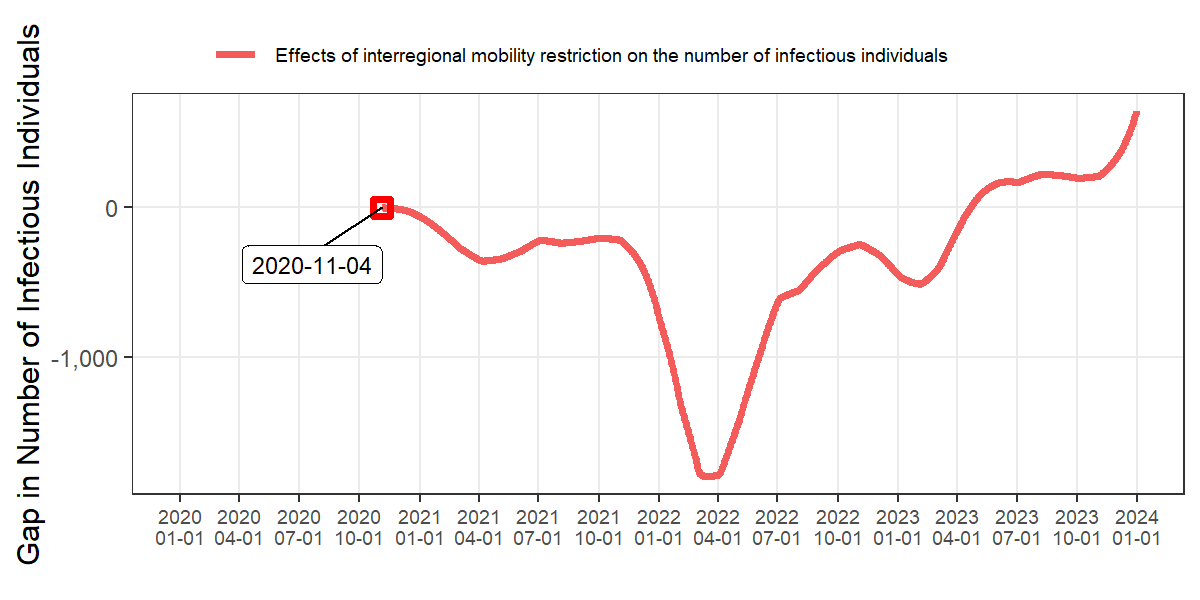 Effects of interregional mobility restriction on the number of infectious individuals
Gap in Number of Infectious Individuals
0
-1,000
2020-11-04
2020 2020 2020 2020 2021 2021 2021 2021 2022 2022 2022 2022 2023 2023 2023 2023 2024
01-01 04-01 07-01 10-01 01-01 04-01 07-01 10-01 01-01 04-01 07-01 10-01 01-01 04-01 07-01 10-01 01-01